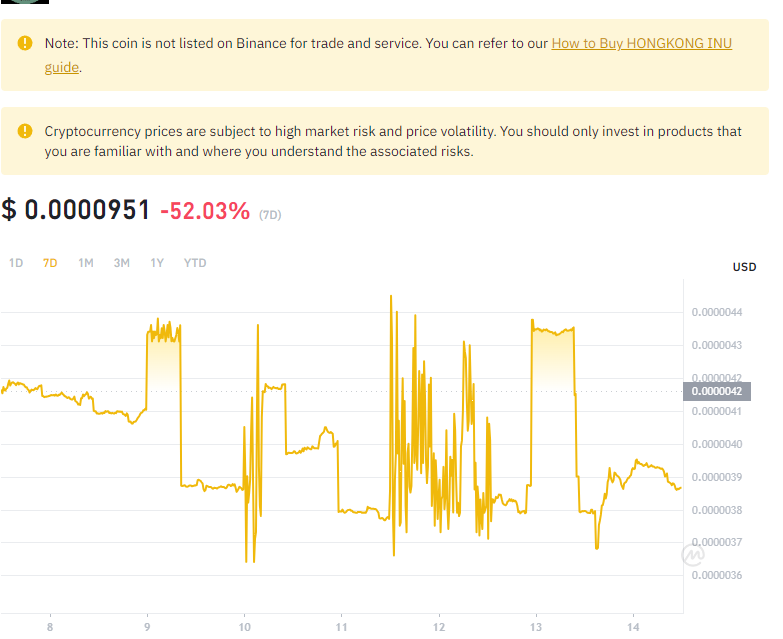 Note: This coin is not listed on Binance for trade and service. You can refer to our How to Buy HONGKONG INU
guide.
Cryptocurrency prices are subject to high market risk and price volatility. You should only invest in products that
you are familiar with and where you understand the associated risks.
$ 0.0000951 -52.03% (7D)
1D 7D 1M 3M 1Y YTD
USD
0.0000044
0.0000043
0.0000042
0.0000042
0.0000041
0.0000040
0.0000039
0.0000038
0.0000037
0.0000036
8 9 10 11 12 13 14